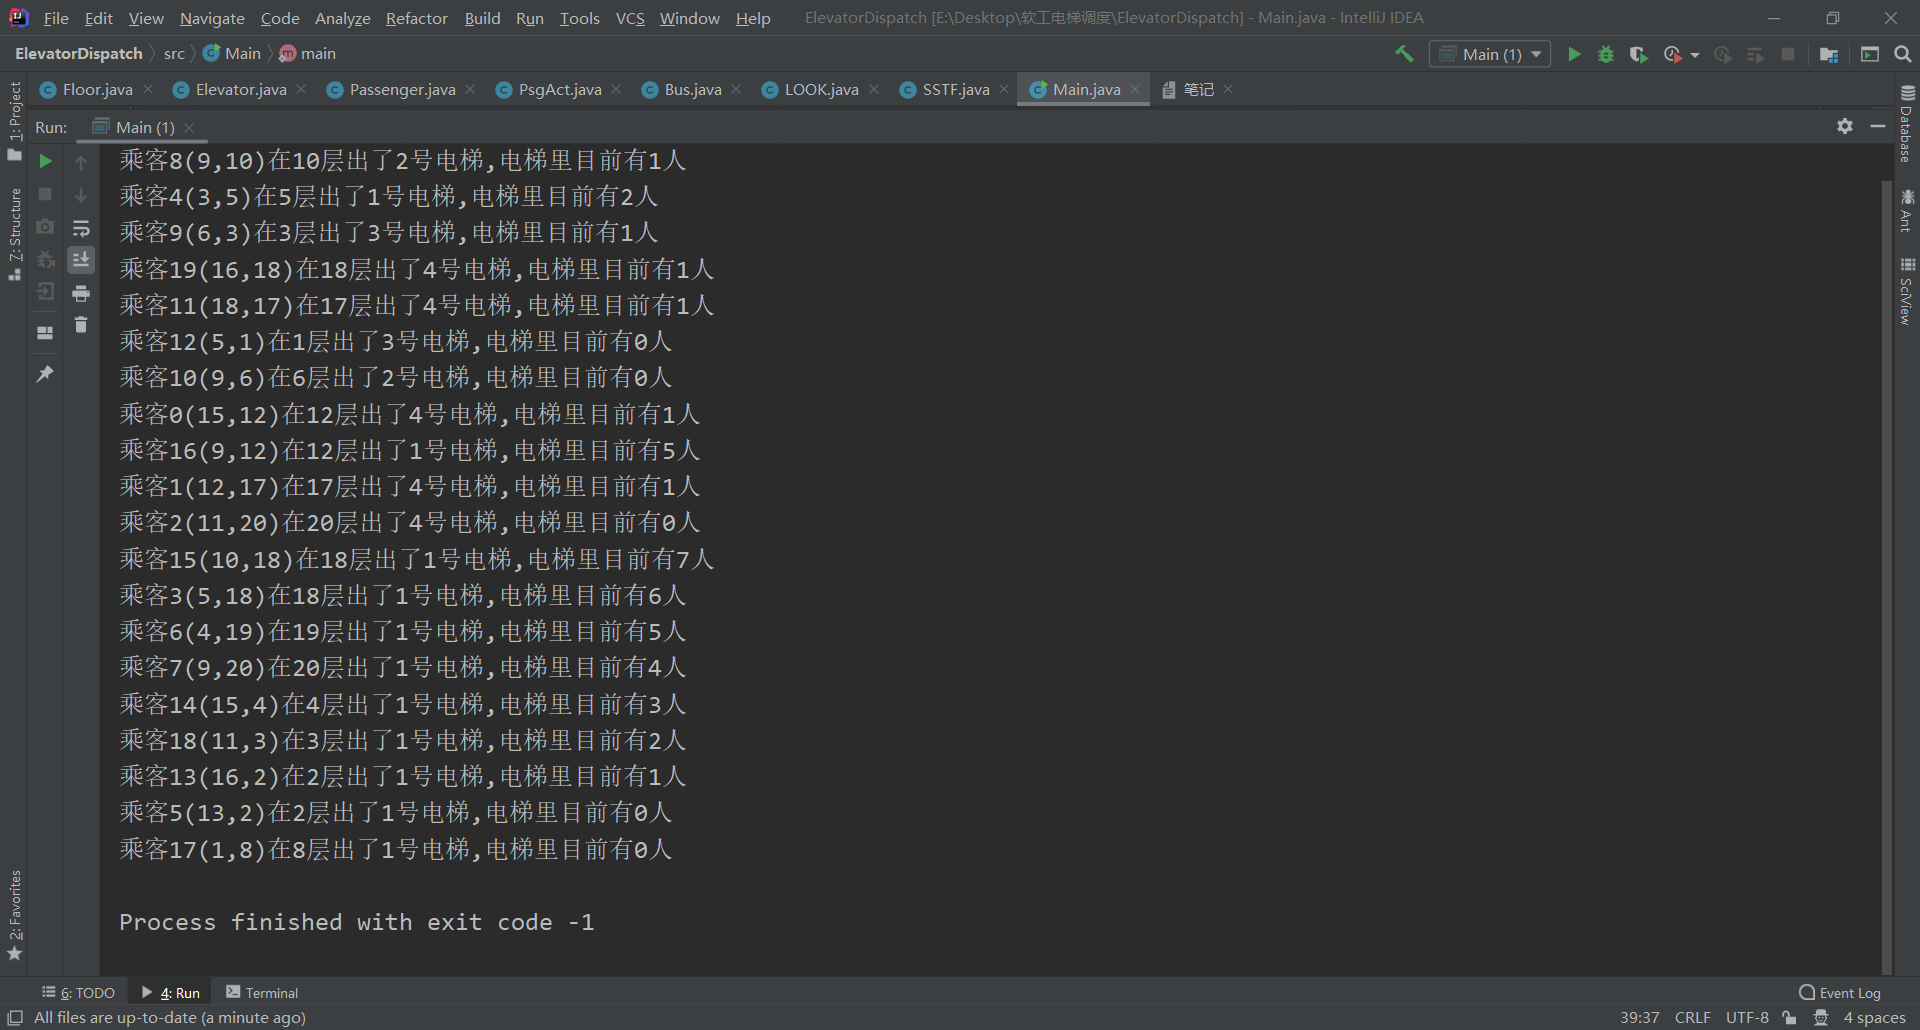 File Edit View Navigate Code Analyze Refactor Build Run Tools VCS Window Help ElevatorDispatch [E:\Desktop\软工电梯调度\ElevatorDispatch] - Main.java - IntelliJ IDEA
ElevatorDispatch src Main main Main (1)
Floor.java Elevator.java Passenger.java PsgAct.java Bus.java LOOK.java SSTF.java Main.java 笔记
Run: Main (1)
1: Project
7: Structure
2: Favorites
乘客8(9,10)在10层出了2号电梯,电梯里目前有1人
乘客4(3,5)在5层出了1号电梯,电梯里目前有2人
乘客9(6,3)在3层出了3号电梯,电梯里目前有1人
乘客19(16,18)在18层出了4号电梯,电梯里目前有1人
乘客11(18,17)在17层出了4号电梯,电梯里目前有1人
乘客12(5,1)在1层出了3号电梯,电梯里目前有0人
乘客10(9,6)在6层出了2号电梯,电梯里目前有0人
乘客0(15,12)在12层出了4号电梯,电梯里目前有1人
乘客16(9,12)在12层出了1号电梯,电梯里目前有5人
乘客1(12,17)在17层出了4号电梯,电梯里目前有1人
乘客2(11,20)在20层出了4号电梯,电梯里目前有0人
乘客15(10,18)在18层出了1号电梯,电梯里目前有7人
乘客3(5,18)在18层出了1号电梯,电梯里目前有6人
乘客6(4,19)在19层出了1号电梯,电梯里目前有5人
乘客7(9,20)在20层出了1号电梯,电梯里目前有4人
乘客14(15,4)在4层出了1号电梯,电梯里目前有3人
乘客18(11,3)在3层出了1号电梯,电梯里目前有2人
乘客13(16,2)在2层出了1号电梯,电梯里目前有1人
乘客5(13,2)在2层出了1号电梯,电梯里目前有0人
乘客17(1,8)在8层出了1号电梯,电梯里目前有0人
Process finished with exit code -1
Database
Ant
SciView
6: TODO 4: Run Terminal Event Log
All files are up-to-date (a minute ago) 39:37 CRLF UTF-8 4 spaces